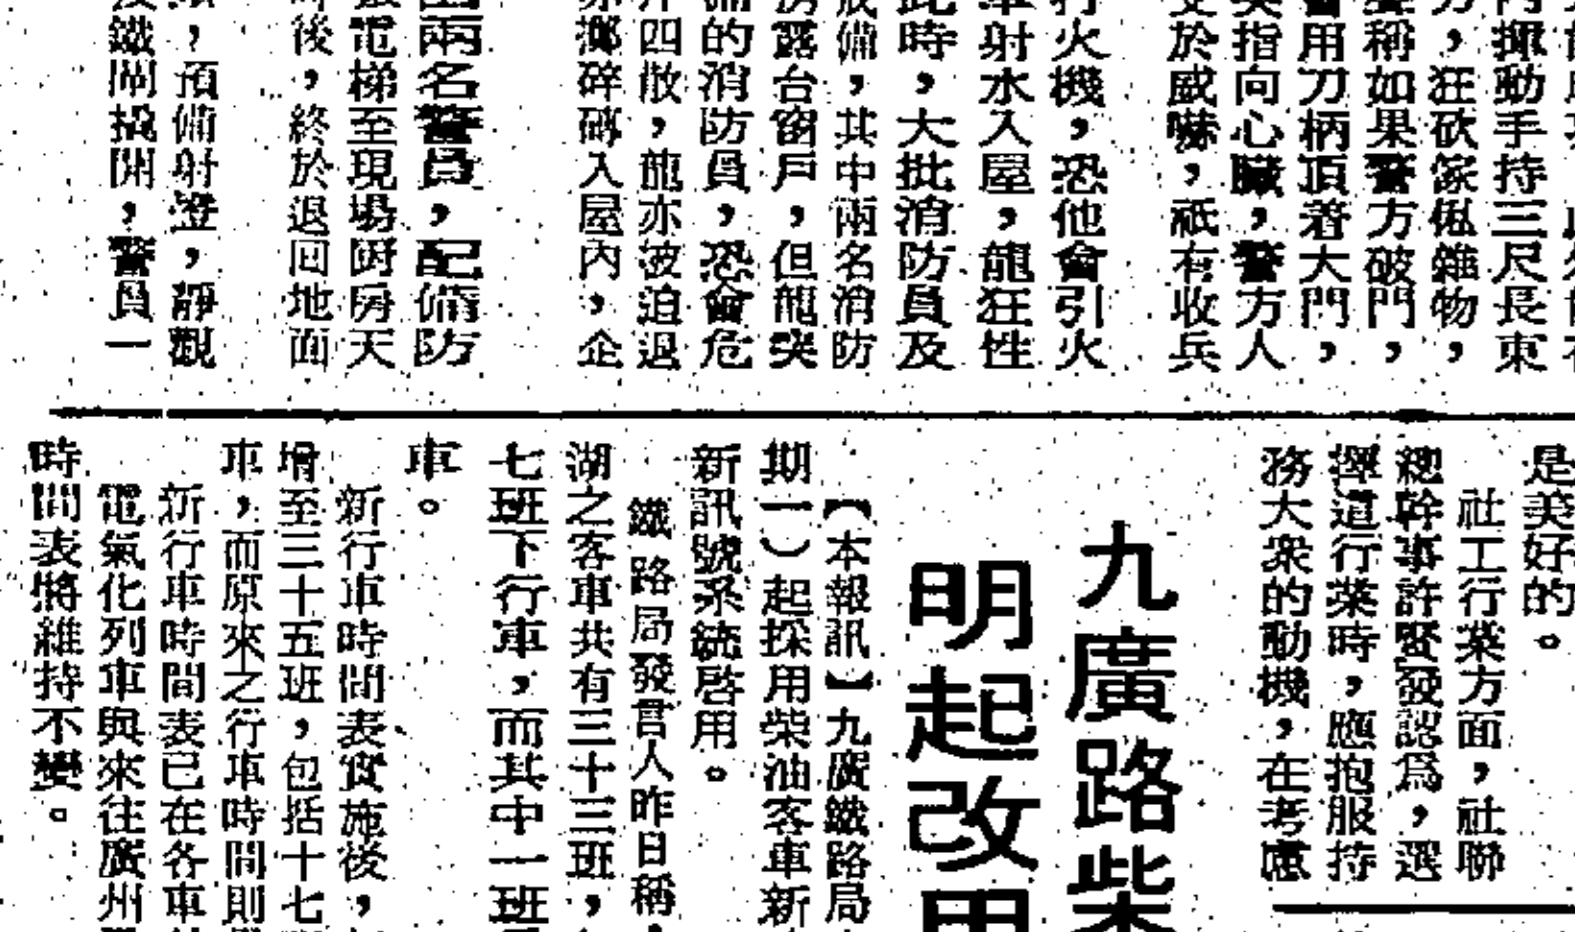 揮動手持三尺長東
，狂砍傢俬雜物，
聲稱如果警方破門，
用刀柄頂着大門，
指向心臟，警方人
受於威嚇，祇有收兵
打火機，恐他會引火
車射水入屋，龍狂性
此時，大批消防員及
戒備，其中兩名消防
房露台窗戶，但龍突
備的消防員，恐會危
四散，龍亦被迫退
亦擲碎磚入屋內，企
兩名警員，配備防
電梯至現場厨房天
時後，終於退回地面
，預備射燈，靜觀
鐵閘撬開，警員一
是美好的。
社工行業方面，社聯
總幹事許賢發認爲，選
擇這行業時，應抱服持
務大衆的動機，在考慮
九廣路柴
明起改用
【本報訊】九廣鐵路局
期一）起採用柴油客車新
新訊號系統啓用。
鐵路局發言人昨日稱，
湖之客車共有三十三班，
七班下行車，而其中一班
車。
新行車時間表實施後，
增至三十五班，包括十七
車，而原來之行車時間則
新行車時間表已在各車
電氣化列車與來往廣州
時間表將維持不變。